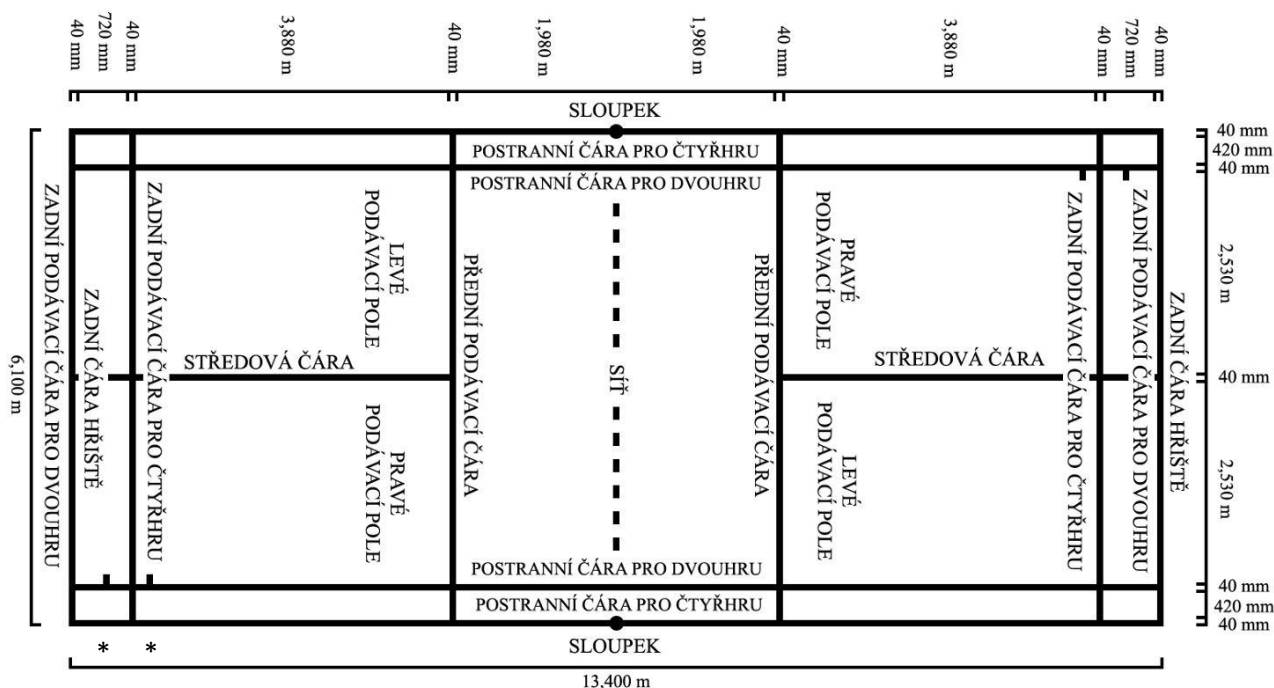 40 mm
720 mm
40 mm
3,880 m
40 mm
1,980 m
1,980 m
40 mm
3,880 m
40 mm
720 mm
40 mm
SLOUPEK
POSTRANNÍ ČÁRA PRO ČTYŘHRU
POSTRANNÍ ČÁRA PRO DVOUHRU
40 mm
420 mm
40 mm
6,100 m
ZADNÍ PODÁVACÍ ČÁRA PRO DVOUHRU
ZADNÍ ČÁRA HŘIŠTĚ
ZADNÍ PODÁVACÍ ČÁRA PRO ČTYŘHRU
LEVÉ
PODÁVACÍ POLE
STŘEDOVÁ ČÁRA
PRAVÉ
PODÁVACÍ POLE
PŘEDNÍ PODÁVACÍ ČÁRA
SÍŤ
PŘEDNÍ PODÁVACÍ ČÁRA
PRAVÉ
PODÁVACÍ POLE
STŘEDOVÁ ČÁRA
LEVÉ
PODÁVACÍ POLE
ZADNÍ PODÁVACÍ ČÁRA PRO ČTYŘHRU
ZADNÍ PODÁVACÍ ČÁRA PRO DVOUHRU
ZADNÍ ČÁRA HŘIŠTĚ
2,530 m
40 mm
2,530 m
POSTRANNÍ ČÁRA PRO DVOUHRU
POSTRANNÍ ČÁRA PRO ČTYŘHRU
40 mm
420 mm
40 mm
* *
SLOUPEK
13,400 m